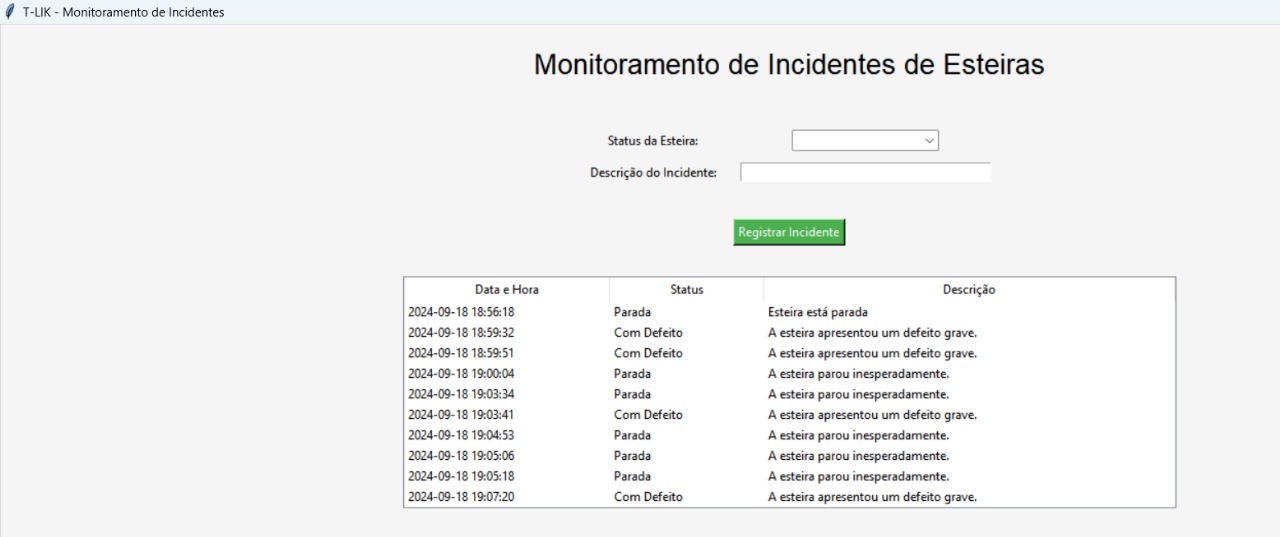 T-LIK - Monitoramento de Incidentes
Monitoramento de Incidentes de Esteiras
Status da Esteira:
Descrição do Incidente:
Registrar Incidente
Data e Hora Status Descrição
2024-09-18 18:56:18 Parada Esteira está parada
2024-09-18 18:59:32 Com Defeito A esteira apresentou um defeito grave.
2024-09-18 18:59:51 Com Defeito A esteira apresentou um defeito grave.
2024-09-18 19:00:04 Parada A esteira parou inesperadamente.
2024-09-18 19:03:34 Parada A esteira parou inesperadamente.
2024-09-18 19:03:41 Com Defeito A esteira apresentou um defeito grave.
2024-09-18 19:04:53 Parada A esteira parou inesperadamente.
2024-09-18 19:05:06 Parada A esteira parou inesperadamente.
2024-09-18 19:05:18 Parada A esteira parou inesperadamente.
2024-09-18 19:07:20 Com Defeito A esteira apresentou um defeito grave.